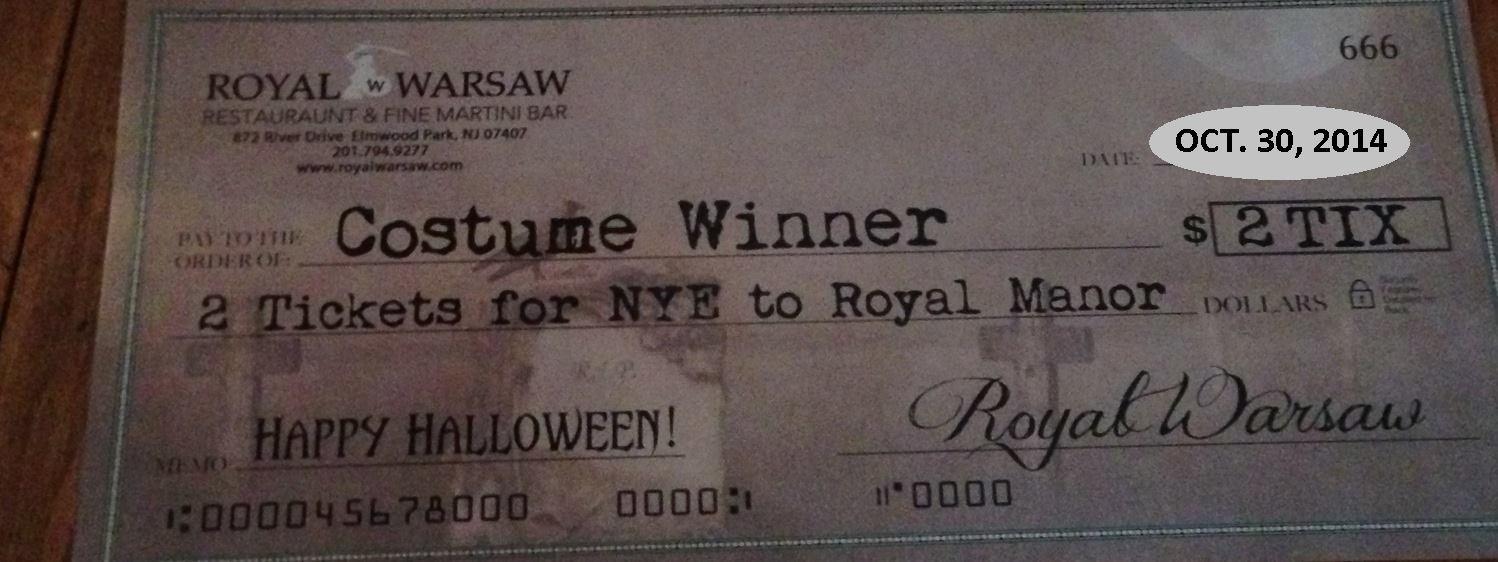 666
ROYAL W WARSAW
RESTAURAUNT & FINE MARTINI BAR
872 River Drive Elmwood Park, NJ 07407
201.794.9277
www.royalwarsaw.com
DATE: OCT. 30, 2014
PAY TO THE
ORDER OF: Costume Winner $ 2 TIX
2 Tickets for NYE to Royal Manor DOLLARS
R.I.P.
MEMO HAPPY HALLOWEEN! Royal Warsaw
⑆000045678000 0000⑆ ⑈0000